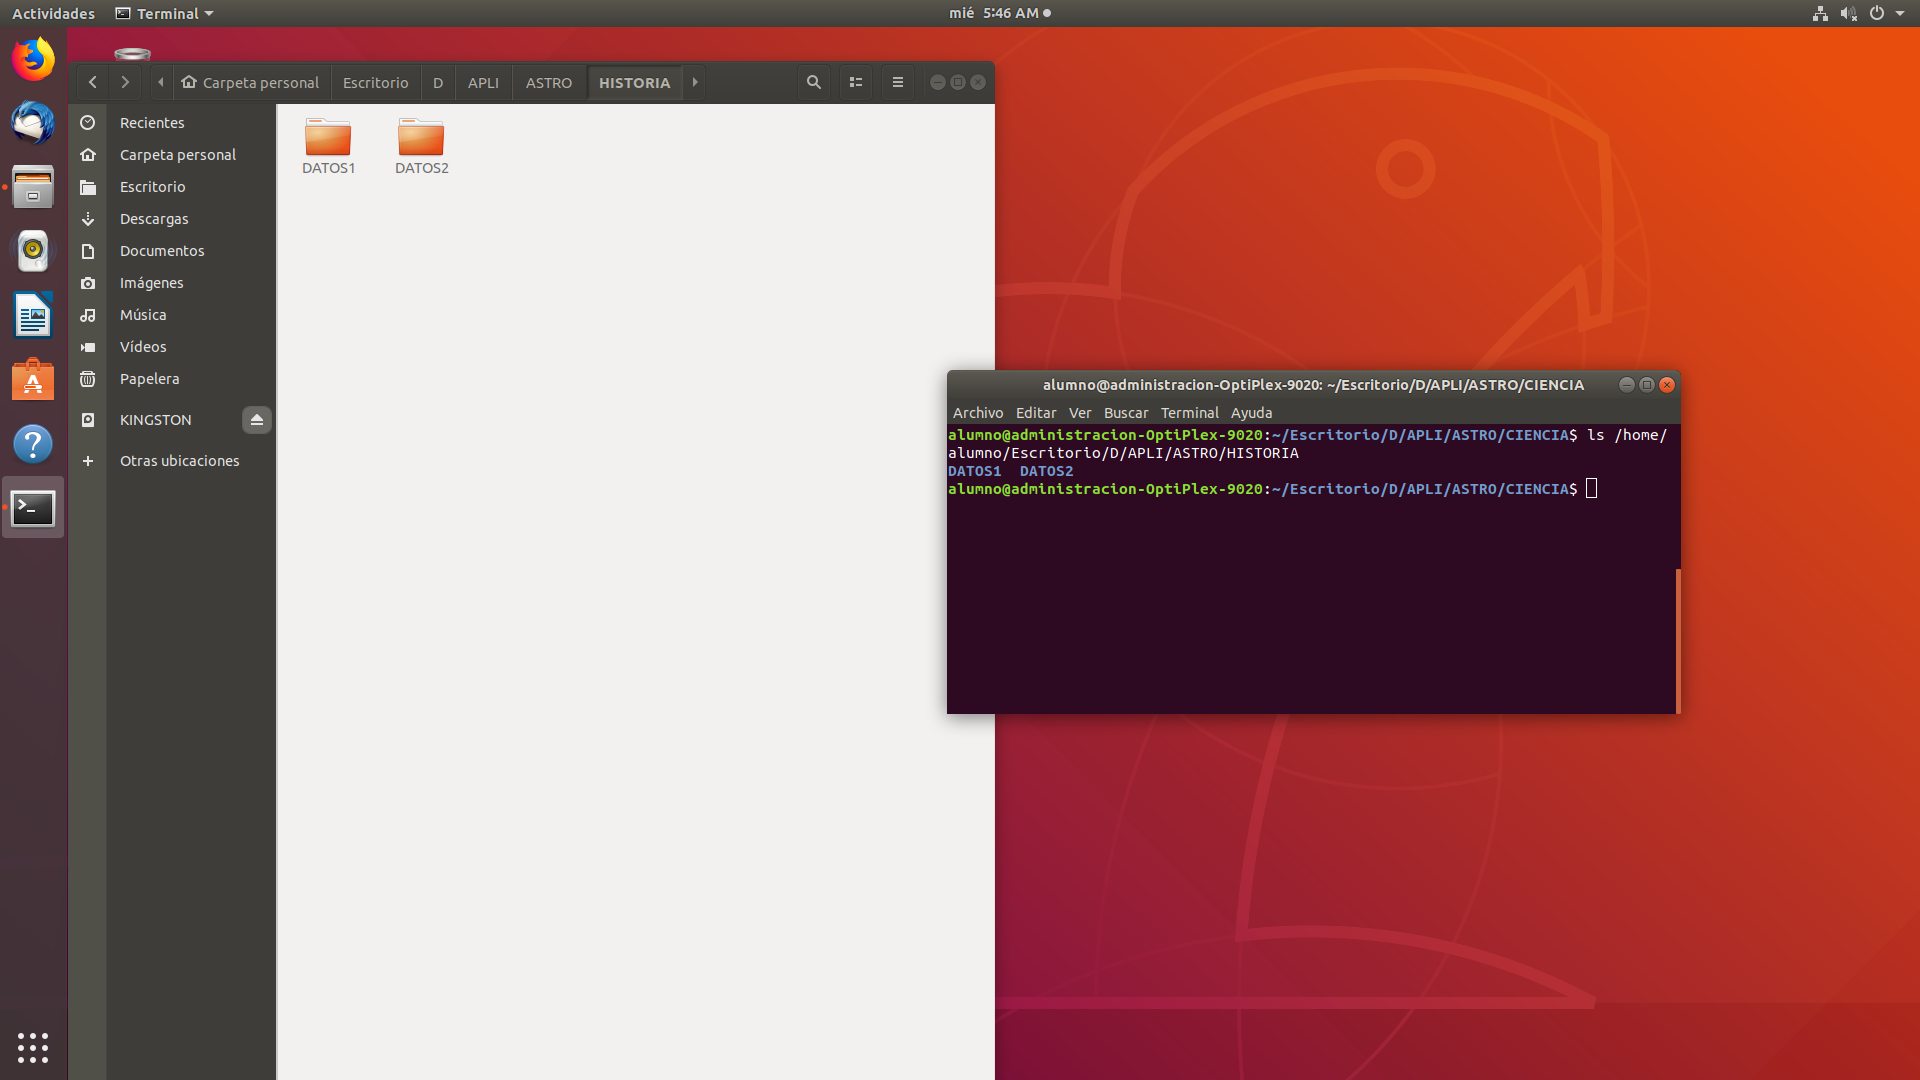 Actividades
Terminal
mié 5:46 AM
Carpeta personal
Escritorio
D
APLI
ASTRO
HISTORIA
Recientes
Carpeta personal
Escritorio
Descargas
Documentos
Imágenes
Música
Vídeos
Papelera
KINGSTON
Otras ubicaciones
DATOS1
DATOS2
alumno@administracion-OptiPlex-9020: ~/Escritorio/D/APLI/ASTRO/CIENCIA
Archivo Editar Ver Buscar Terminal Ayuda
alumno@administracion-OptiPlex-9020:~/Escritorio/D/APLI/ASTRO/CIENCIA$ ls /home/
alumno/Escritorio/D/APLI/ASTRO/HISTORIA
DATOS1  DATOS2
alumno@administracion-OptiPlex-9020:~/Escritorio/D/APLI/ASTRO/CIENCIA$